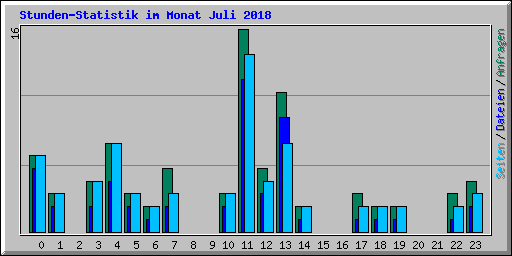 Stunden-Statistik im Monat Juli 2018
16
Seiten / Dateien / Anfragen
0 1 2 3 4 5 6 7 8 9 10 11 12 13 14 15 16 17 18 19 20 21 22 23